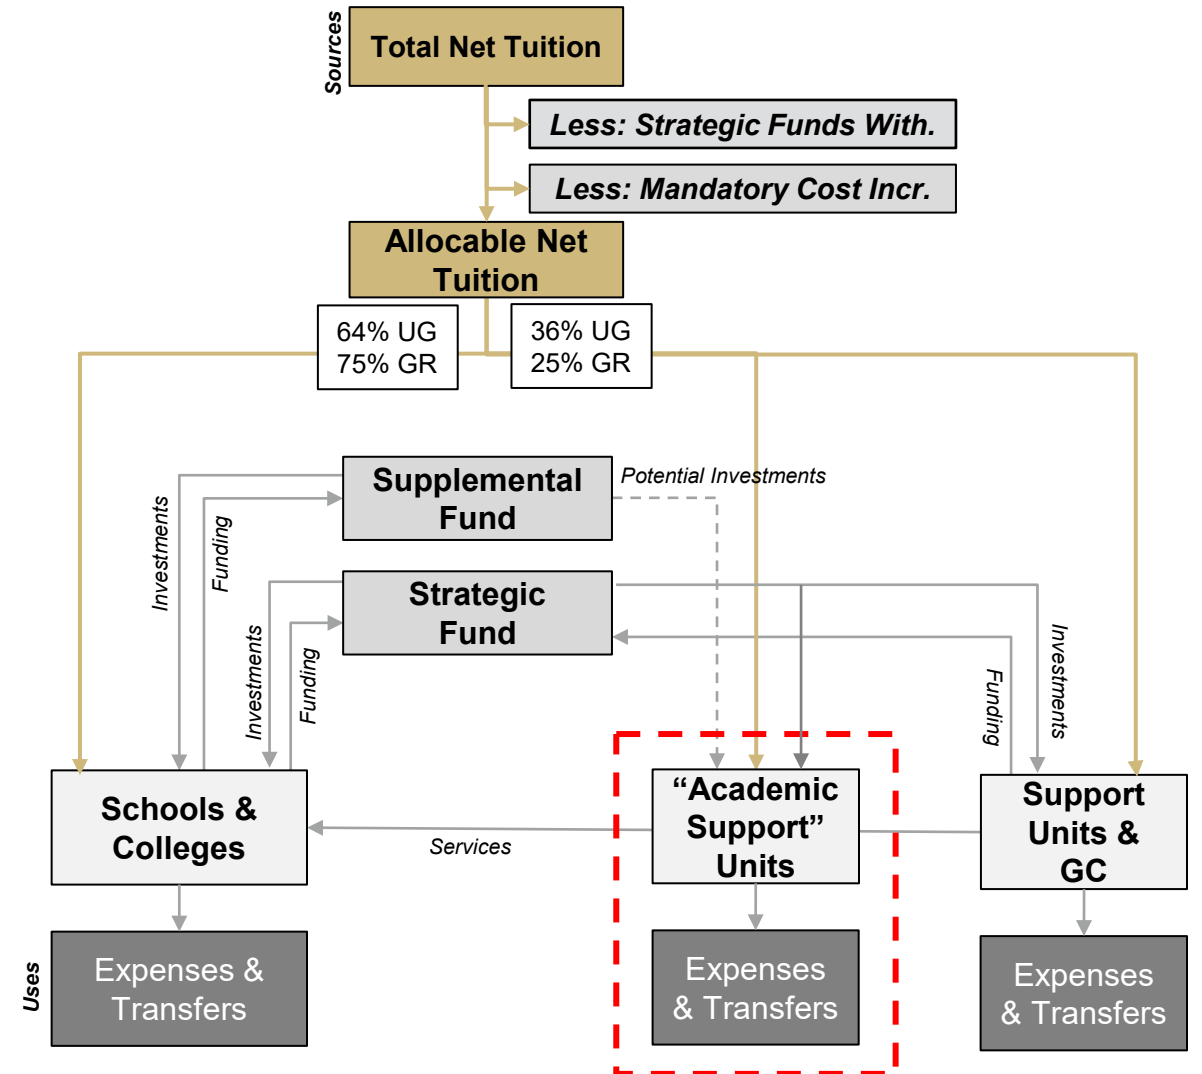 Sources
Total Net Tuition
Less: Strategic Funds With.
Less: Mandatory Cost Incr.
Allocable Net
Tuition
64% UG
75% GR
36% UG
25% GR
Supplemental
Fund
Potential Investments
Investments
Funding
Strategic
Fund
Investments
Funding
Investments
Funding
Schools &
Colleges
Services
“Academic
Support”
Units
Support
Units &
GC
Uses
Expenses &
Transfers
Expenses
& Transfers
Expenses
& Transfers